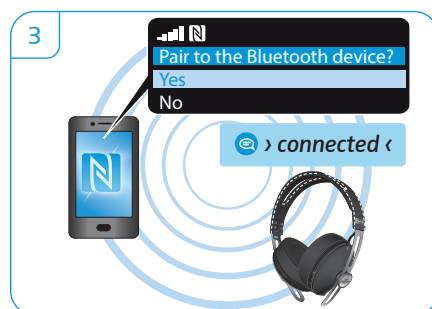 3
Pair to the Bluetooth device?
Yes
No
› connected ‹